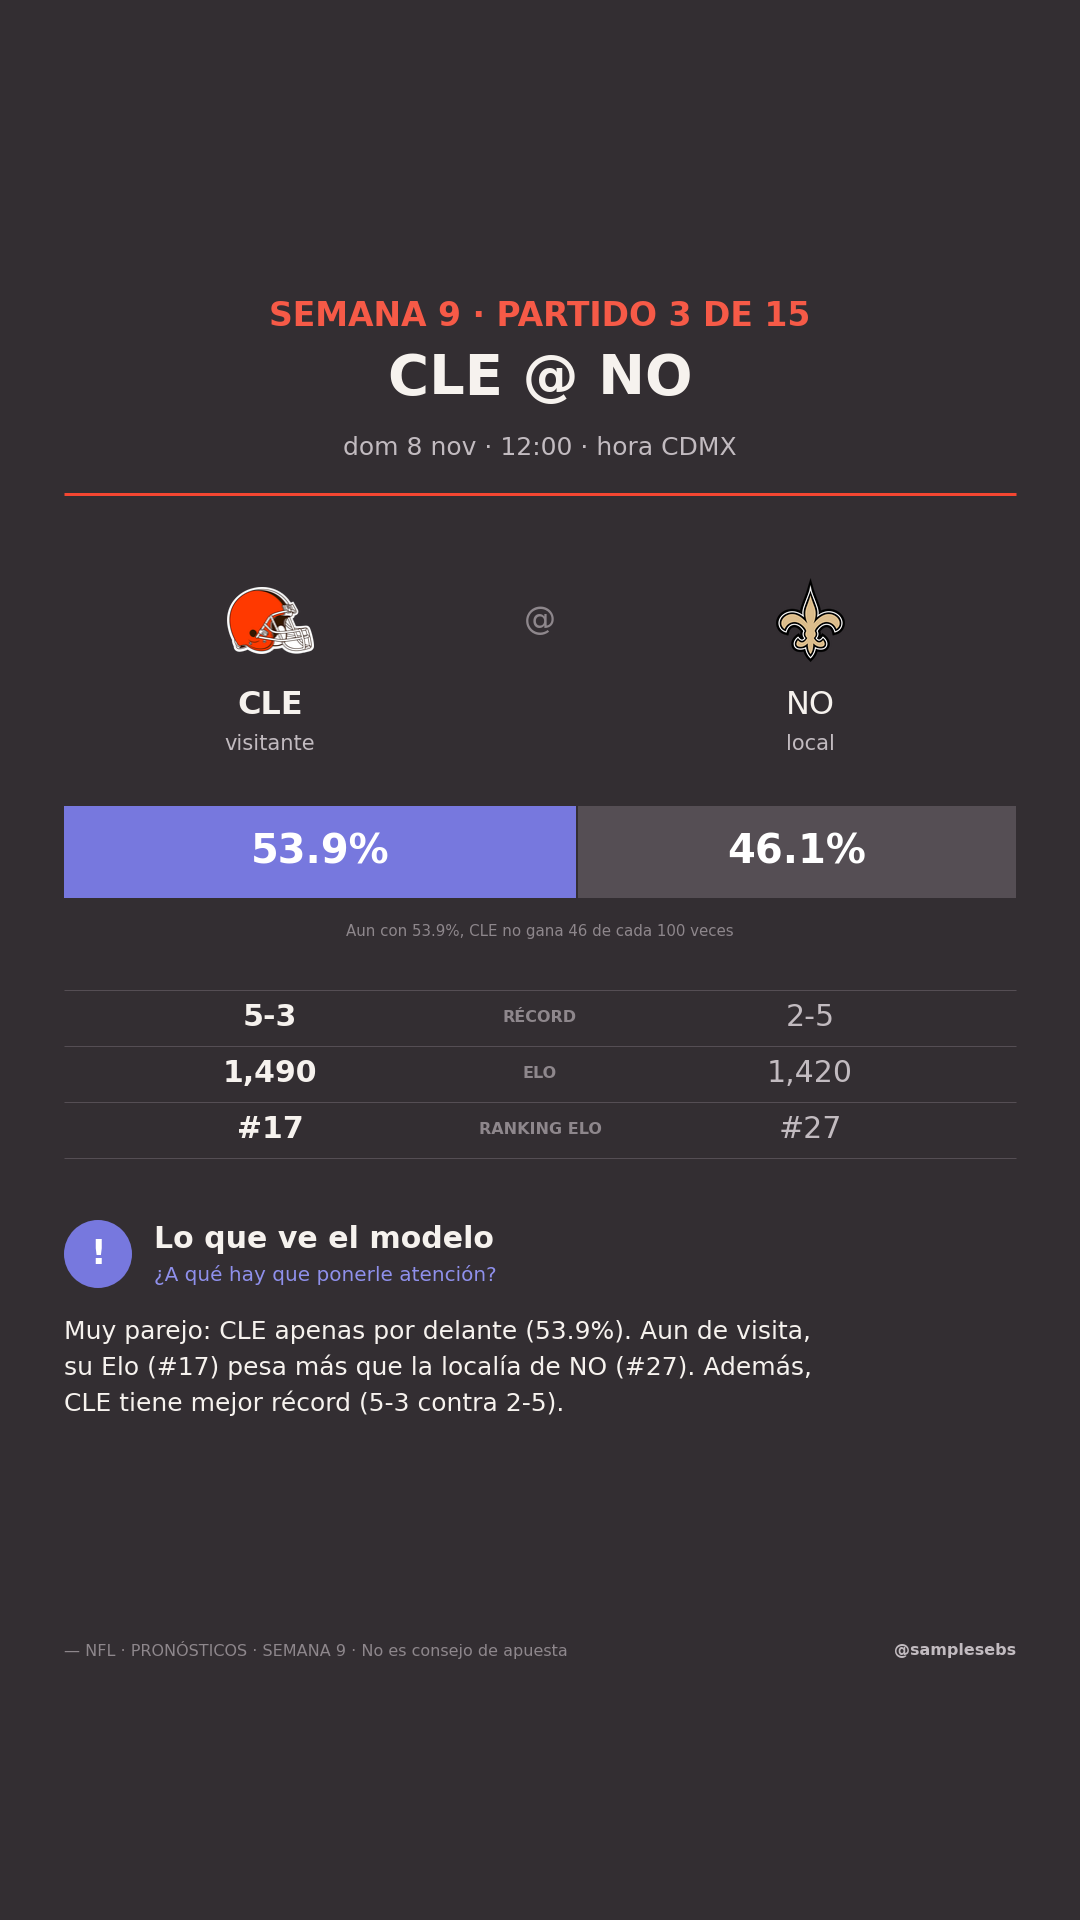 SEMANA 9 · PARTIDO 3 DE 15
CLE @ NO
dom 8 nov · 12:00 · hora CDMX
@
CLE
NO
visitante
local
53.9%
46.1%
Aun con 53.9%, CLE no gana 46 de cada 100 veces
5-3 RÉCORD 2-5
1,490 ELO 1,420
#17 RANKING ELO #27
!
Lo que ve el modelo
¿A qué hay que ponerle atención?
Muy parejo: CLE apenas por delante (53.9%). Aun de visita,
su Elo (#17) pesa más que la localía de NO (#27). Además,
CLE tiene mejor récord (5-3 contra 2-5).
— NFL · PRONÓSTICOS · SEMANA 9 · No es consejo de apuesta
@samplesebs